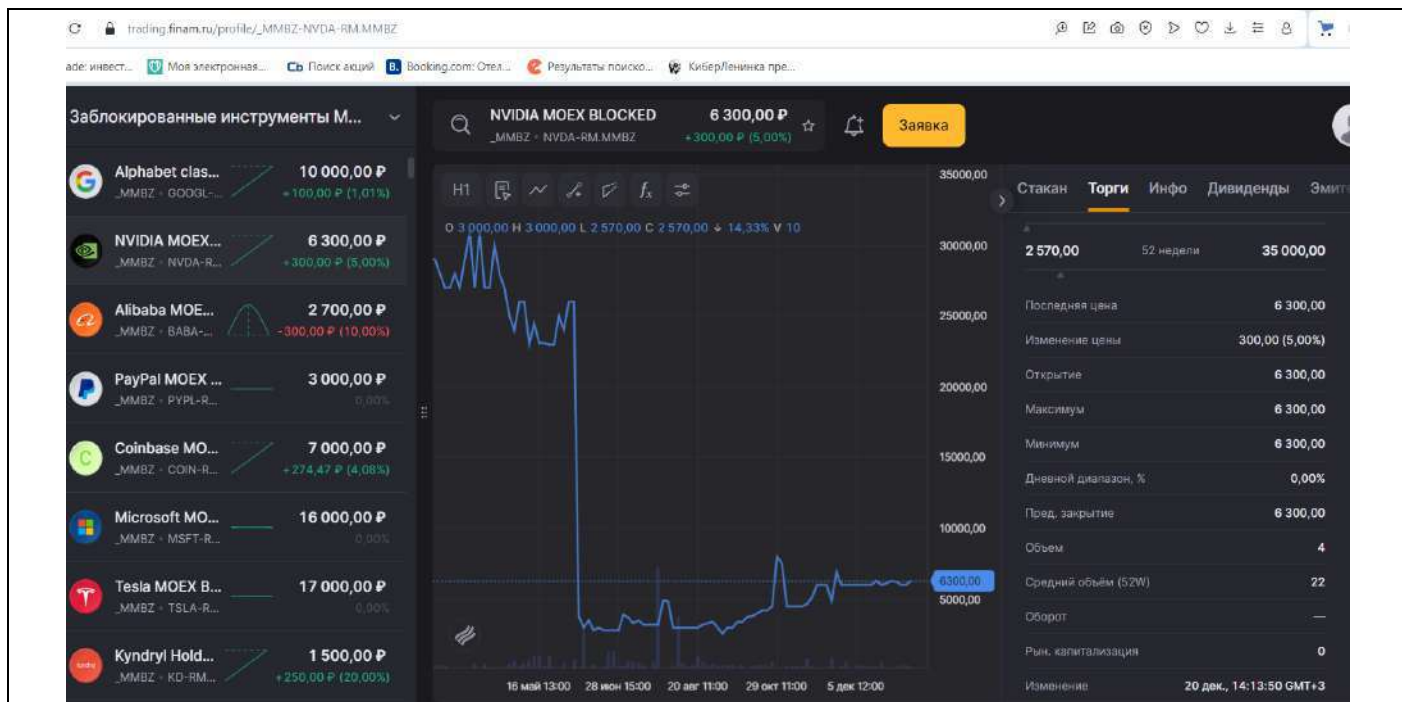 trading.finam.ru/profile/_MMBZ-NVDA-RM.MMBZ
ade: инвест... Моя электронная... Сb Поиск акций B. Booking.com: Отел... Результаты поиско... КиберЛенинка пре...
Заблокированные инструменты М...
Alphabet clas... 10 000,00 ₽
_MMBZ • GOOGL-... +100,00 ₽ (1,01%)
NVIDIA MOEX... 6 300,00 ₽
_MMBZ • NVDA-R... +300,00 ₽ (5,00%)
Alibaba MOE... 2 700,00 ₽
_MMBZ • BABA-... -300,00 ₽ (10,00%)
PayPal MOEX ... 3 000,00 ₽
_MMBZ • PYPL-R... 0,00%
Coinbase MO... 7 000,00 ₽
_MMBZ • COIN-R... +274,47 ₽ (4,08%)
Microsoft MO... 16 000,00 ₽
_MMBZ • MSFT-R... 0,00%
Tesla MOEX B... 17 000,00 ₽
_MMBZ • TSLA-R... 0,00%
Kyndryl Hold... 1 500,00 ₽
_MMBZ • KD-RM... +250,00 ₽ (20,00%)
NVIDIA MOEX BLOCKED 6 300,00 ₽
_MMBZ • NVDA-RM.MMBZ +300,00 ₽ (5,00%)
Заявка
H1
O 3 000,00 H 3 000,00 L 2 570,00 C 2 570,00 ↓ 14,33% V 10
35000,00
30000,00
25000,00
20000,00
15000,00
10000,00
6300,00
5000,00
16 май 13:00 28 июн 15:00 20 авг 11:00 29 окт 11:00 5 дек 12:00
Стакан Торги Инфо Дивиденды Эмит
2 570,00 52 недели 35 000,00
Последняя цена 6 300,00
Изменение цены 300,00 (5,00%)
Открытие 6 300,00
Максимум 6 300,00
Минимум 6 300,00
Дневной диапазон, % 0,00%
Пред. закрытие 6 300,00
Объем 4
Средний объём (52W) 22
Оборот —
Рын. капитализация 0
Изменение 20 дек., 14:13:50 GMT+3